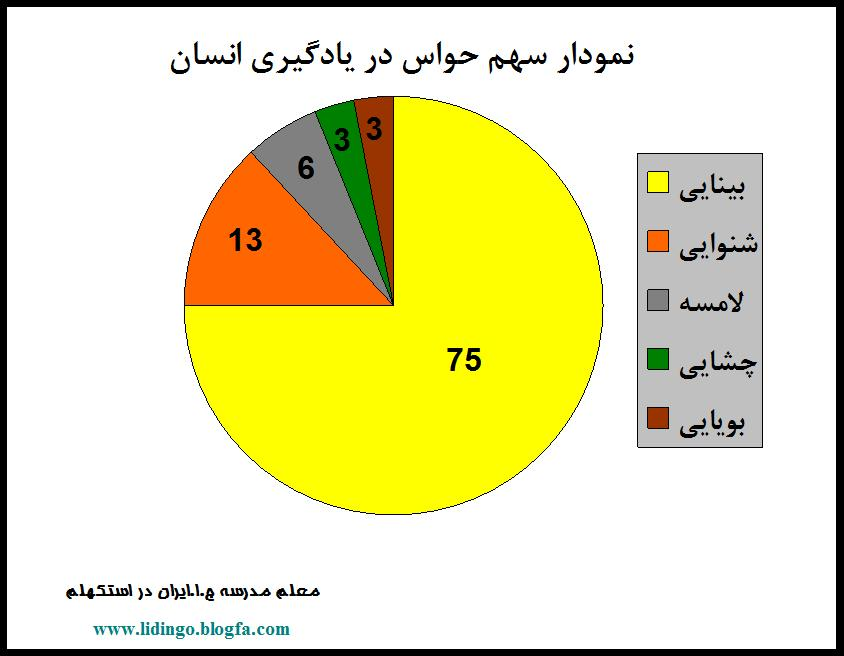 نمودار سهم حواس در یادگیری انسان
3
3
6
13
75
بینایی
شنوایی
لامسه
چشایی
بویایی
معلم مدرسه ج.ا.ایران در استکهلم
www.lidingo.blogfa.com